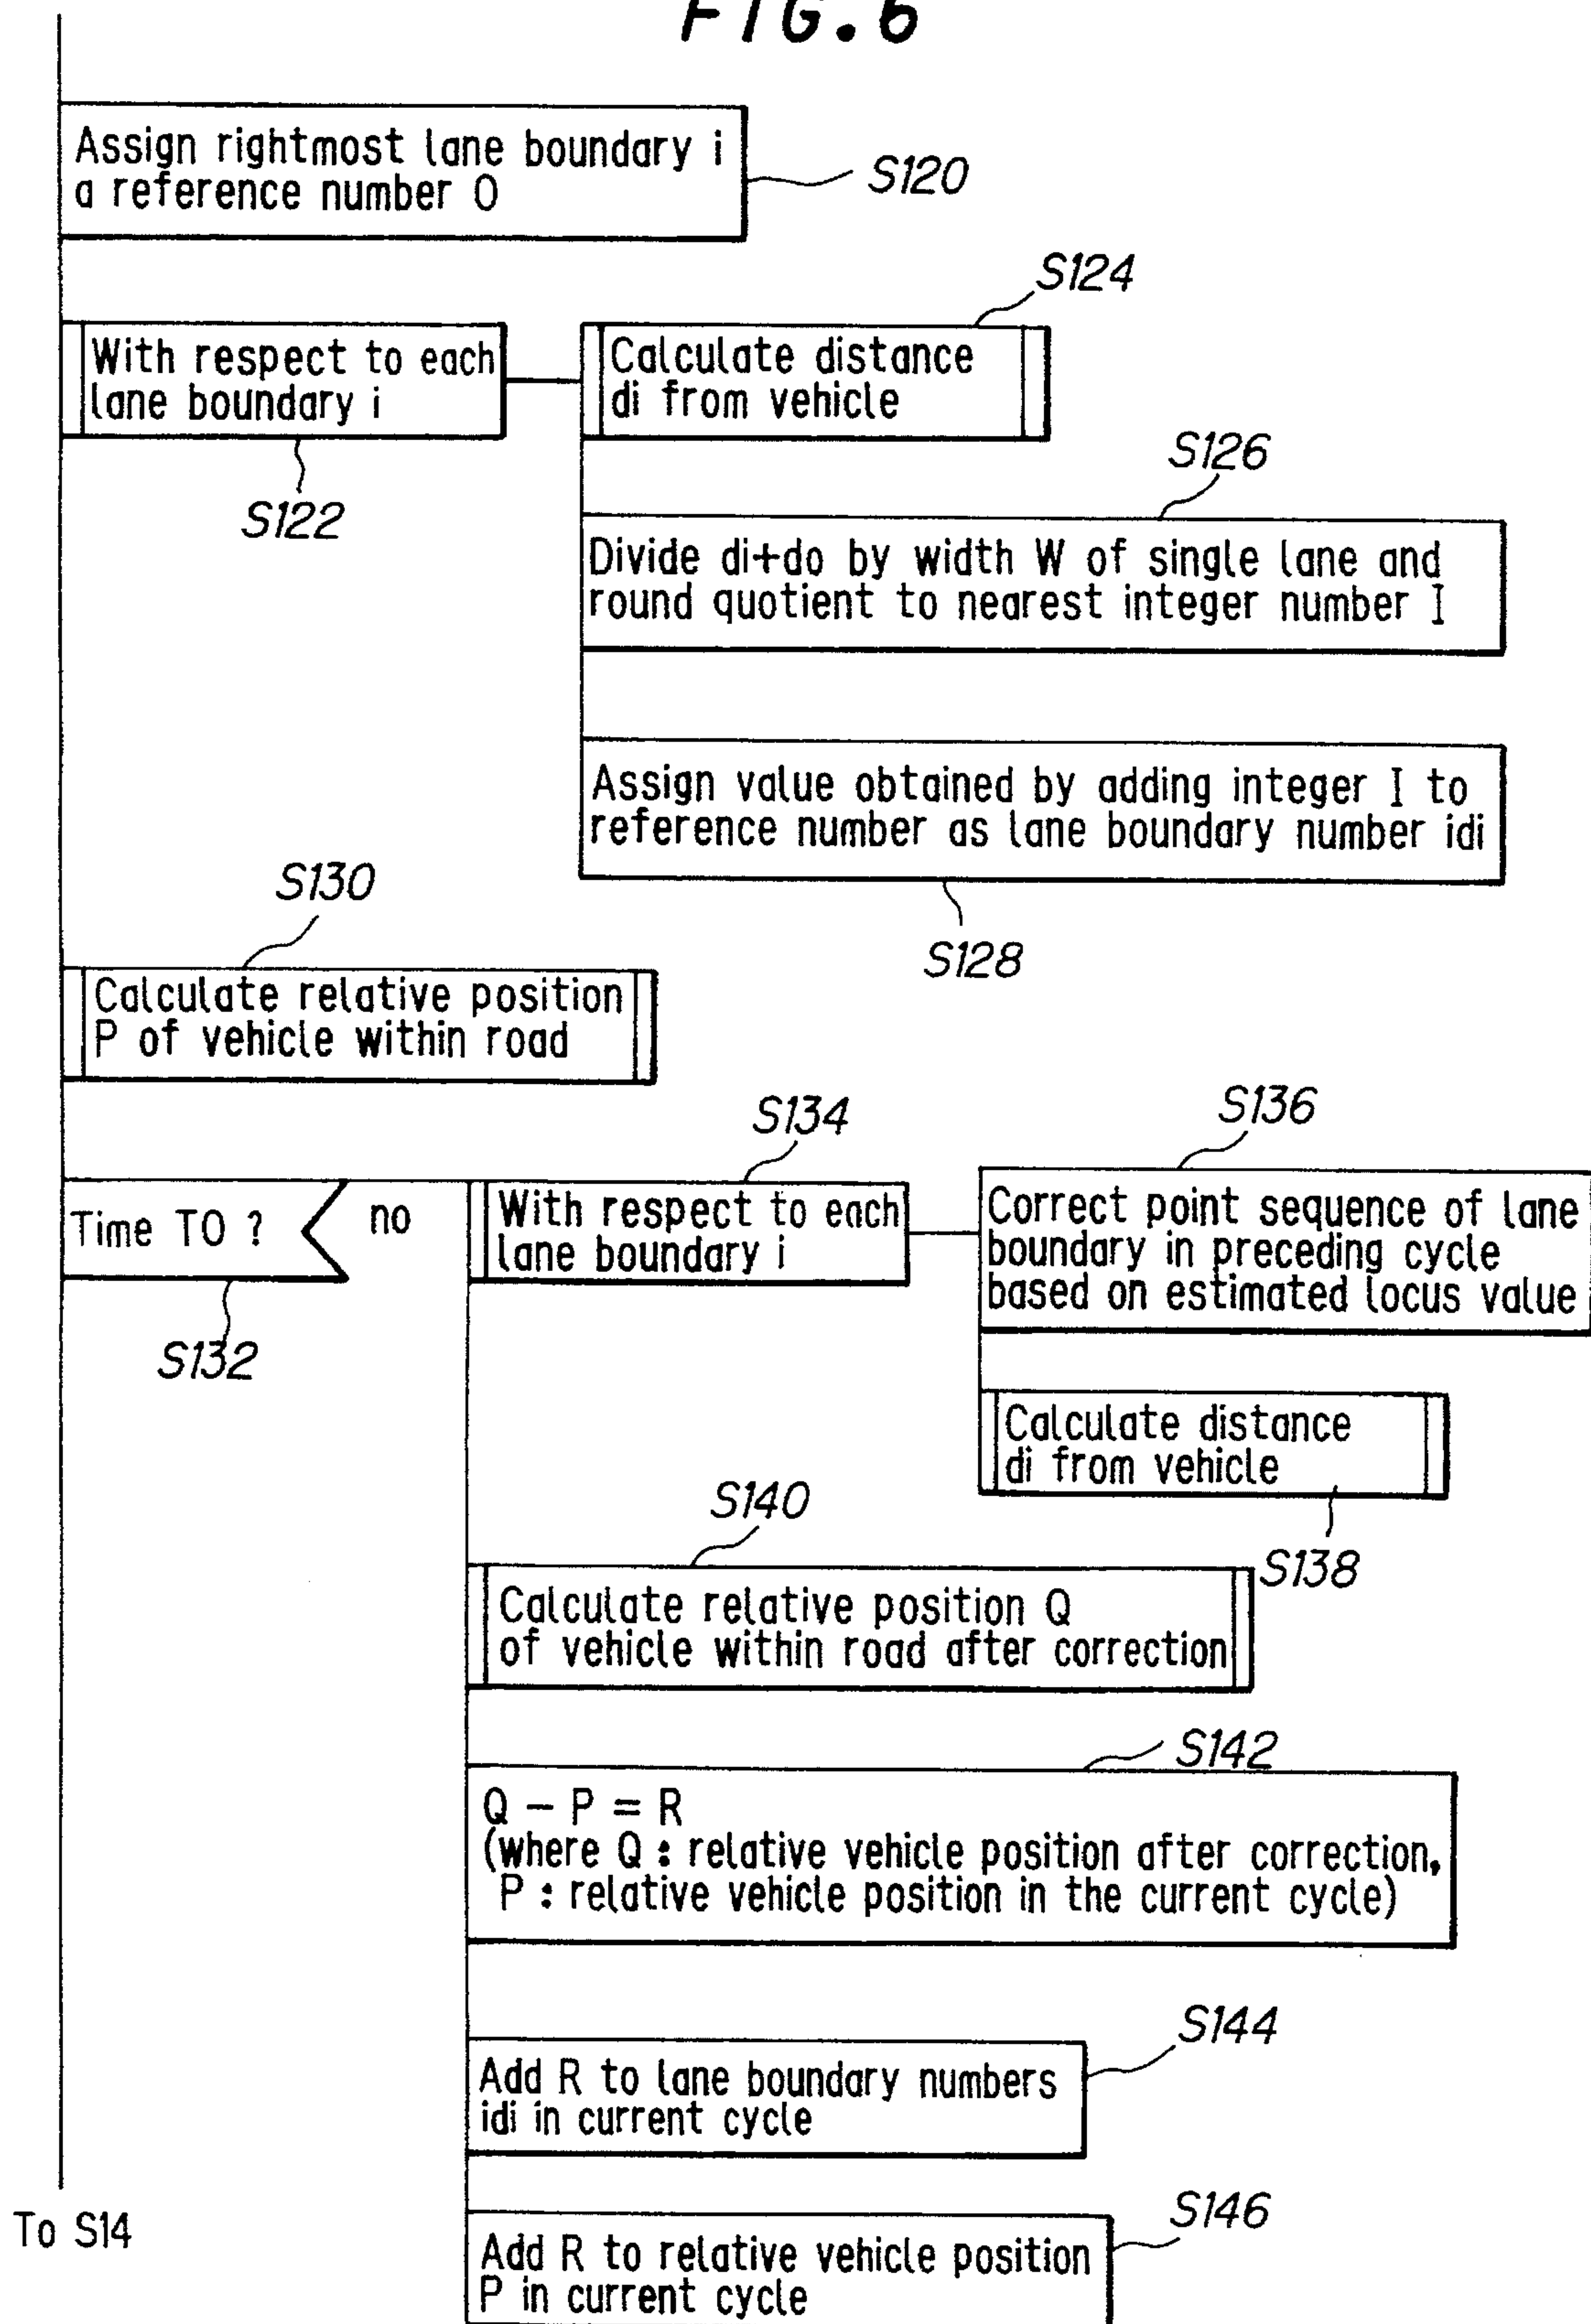 FIG.6
Assign rightmost lane boundary i
a reference number 0
S120
S124
With respect to each
lane boundary i
Calculate distance
di from vehicle
S122
S126
Divide di+do by width W of single lane and
round quotient to nearest integer number I
Assign value obtained by adding integer I to
reference number as lane boundary number idi
S128
S130
Calculate relative position
P of vehicle within road
S134
S136
Time TO ?
no
With respect to each
lane boundary i
Correct point sequence of lane
boundary in preceding cycle
based on estimated locus value
S132
Calculate distance
di from vehicle
S138
S140
Calculate relative position Q
of vehicle within road after correction
S142
Q – P = R
(where Q : relative vehicle position after correction,
P : relative vehicle position in the current cycle)
S144
Add R to lane boundary numbers
idi in current cycle
To S14
S146
Add R to relative vehicle position
P in current cycle